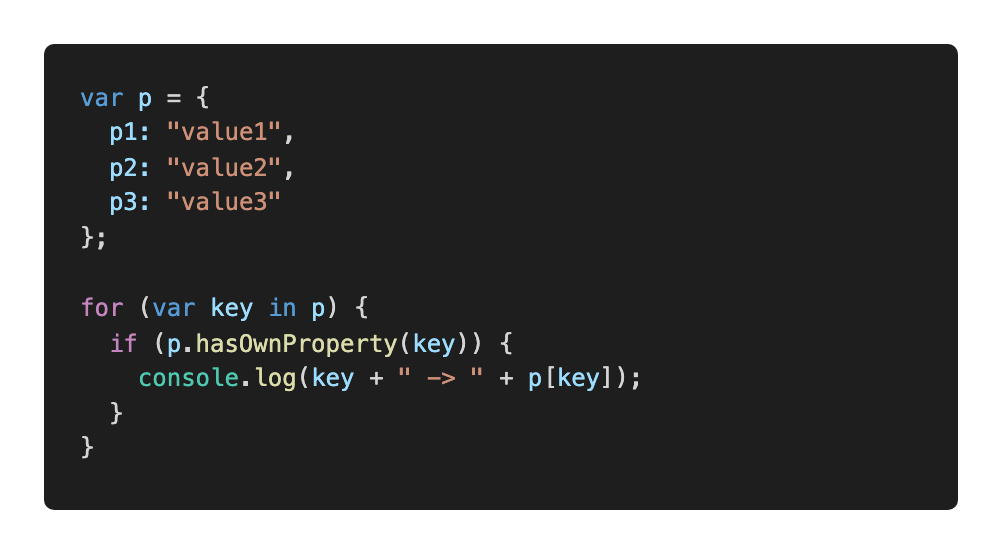 var p = {
  p1: "value1",
  p2: "value2",
  p3: "value3"
};

for (var key in p) {
  if (p.hasOwnProperty(key)) {
    console.log(key + " -> " + p[key]);
  }
}